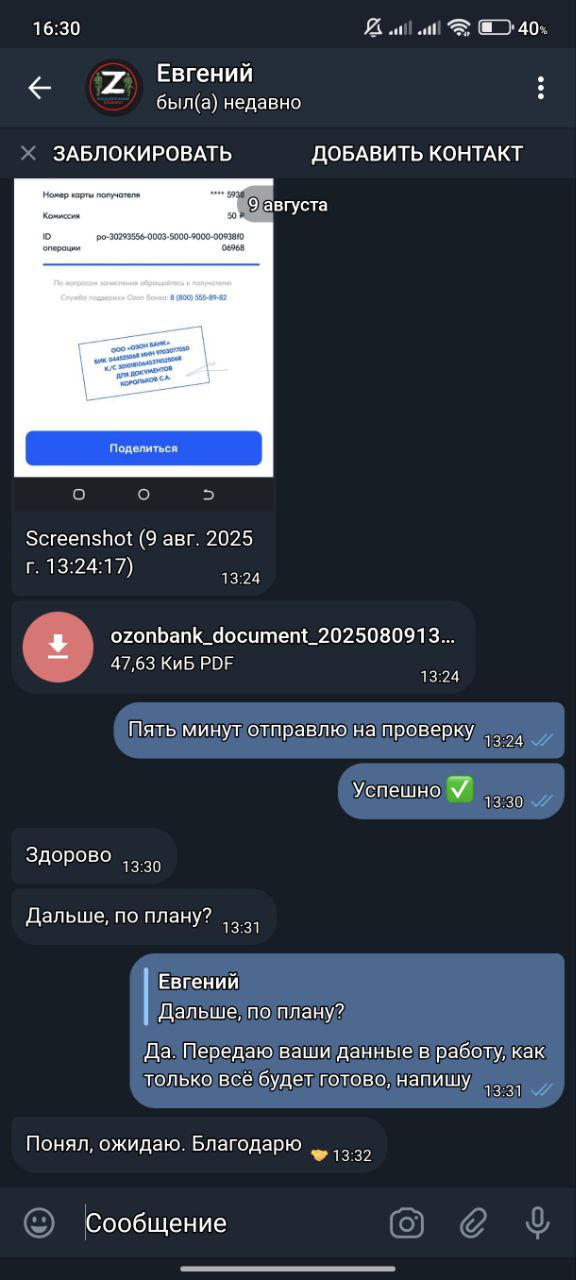 16:30
40%
Z
Евгений
был(а) недавно
ЗАБЛОКИРОВАТЬ
ДОБАВИТЬ КОНТАКТ
Номер карты получателя **** 5938
9 августа
Комиссия 50 ₽
ID po-30293556-0003-5000-9000-00938f0
операции 06968
По вопросам зачисления обращайтесь к получателю
Служба поддержки Озон Банка: 8 (800) 555-89-82
ООО «ОЗОН БАНК»
БИК 044525068 ИНН 9703077050
К/С 30101810645374525068
ДЛЯ ДОКУМЕНТОВ
КОРОЛЬКОВ С.А.
Поделиться
Screenshot (9 авг. 2025
г. 13:24:17)
13:24
ozonbank_document_2025080913...
47,63 КиБ PDF
13:24
Пять минут отправлю на проверку 13:24
Успешно ✅ 13:30
Здорово 13:30
Дальше, по плану? 13:31
Евгений
Дальше, по плану?
Да. Передаю ваши данные в работу, как
только всё будет готово, напишу 13:31
Понял, ожидаю. Благодарю 🤝 13:32
Сообщение